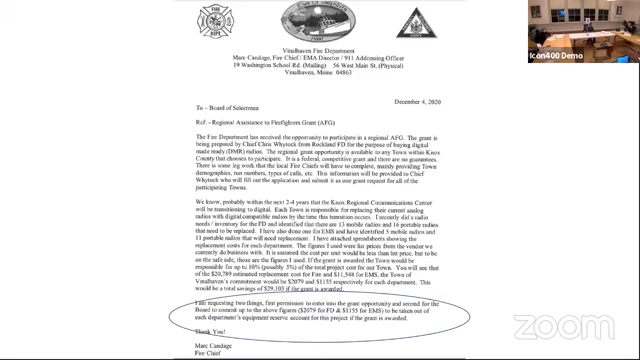 FIRE
DEPT.
TOWN OF VINALHAVEN
MAINE
Vinalhaven Fire Department
Marc Candage, Fire Chief / EMA Director / 911 Addressing Officer
19 Washington School Rd. (Mailing) 56 West Main St. (Physical)
Vinalhaven, Maine 04863
Icon400 Demo
December 4, 2020
To – Board of Selectmen
Ref: - Regional Assistance to Firefighters Grant (AFG)
The Fire Department has received the opportunity to participate in a regional AFG. The grant is
being prepared by Chief Chris Whytock from Rockland FD for the purpose of buying digital
made ready (DMR) radios. The regional grant opportunity is available to any Town within Knox
County that chooses to participate. It is a federal, competitive grant and there are no guarantees.
There is some leg work that the local Fire Chiefs will have to complete, mainly providing Town
demographics, run numbers, types of calls, etc. This information will be provided to Chief
Whytock who will fill out the application and submit it as one grant request for all of the
participating Towns.
We know, probably within the next 2-4 years that the Knox Regional Communications Center
will be transitioning to digital. Each Town is responsible for replacing their current analog
radios with digital compatible radios by the time this transition occurs. I recently did a radio
needs / inventory for the FD and identified that there are 13 mobile radios and 16 portable radios
that need to be replaced. I have also done one for EMS and have identified 5 mobile radios and
11 portable radios that will need replacement. I have attached spreadsheets showing the
replacement costs for each department. The figures I used were list prices from the vendor we
currently do business with. It is assumed the cost per unit would be less than list price, but to be
on the safe side, those are the figures I used. If the grant is awarded the Town would be
responsible for up to 10% (possibly 5%) of the total project cost for our Town. You will see that
of the $20,789 estimated replacement cost for Fire and $11,548 for EMS, the Town of
Vinalhaven's commitment would be $2079 and $1155 respectively for each department. This
would be a total savings of $29,103 if the grant is awarded.
I am requesting two things, first permission to enter into the grant opportunity and second for the
Board to commit up to the above figures ($2079 for FD & $1155 for EMS) to be taken out of
each department's equipment reserve account for this project if the grant is awarded.
Thank You!
Marc Candage
Fire Chief
zoom